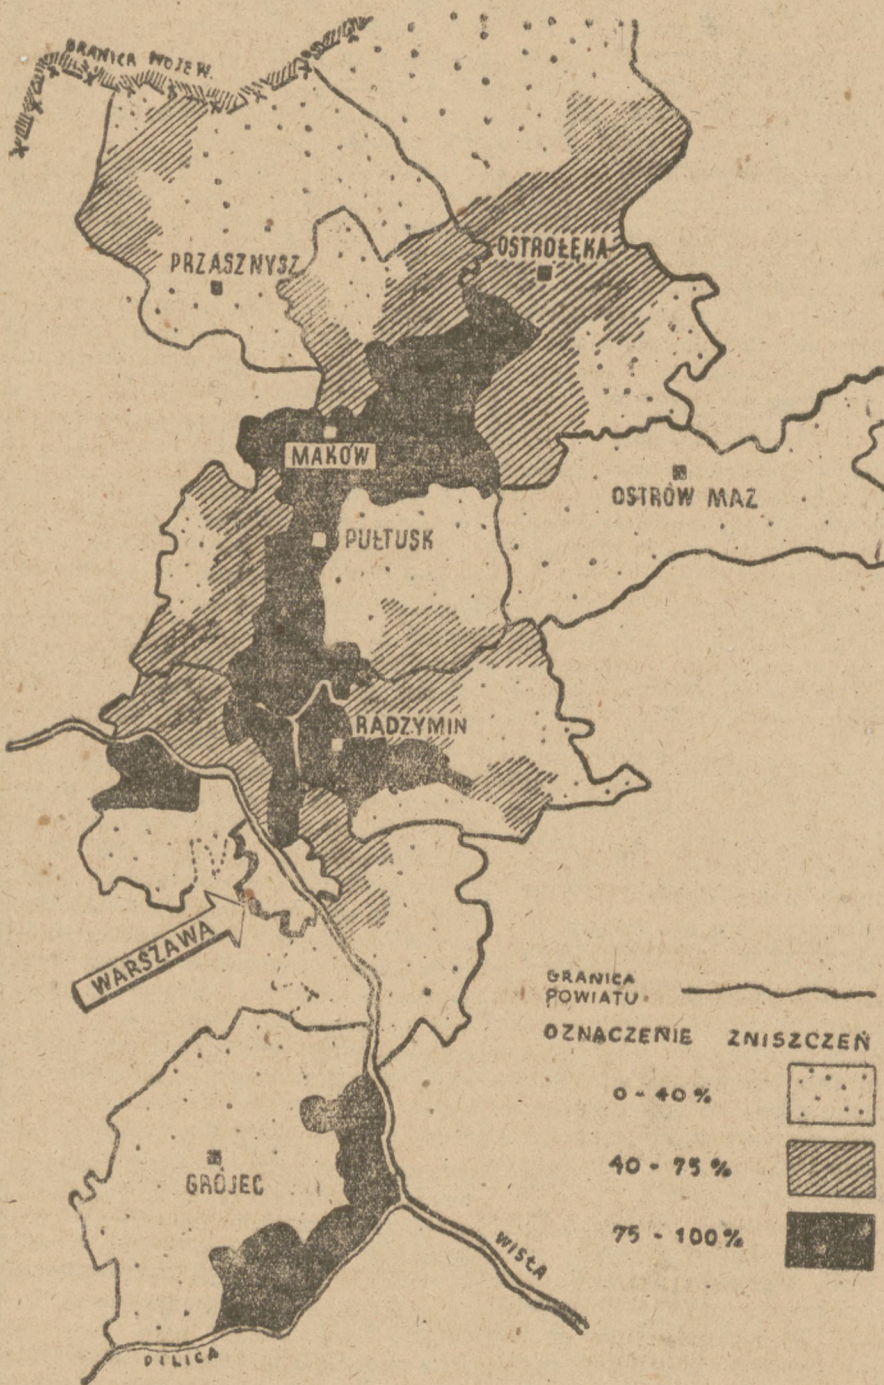 GRANICA WOJEW.
PRZASZNYSZ
OSTROŁĘKA
MAKÓW
OSTRÓW MAZ
PUŁTUSK
RADZYMIN
WARSZAWA
GRANICA
POWIATU
OZNACZENIE ZNISZCZEŃ
0 - 40 %
40 - 75 %
75 - 100 %
GRÓJEC
WISŁA
PILICA